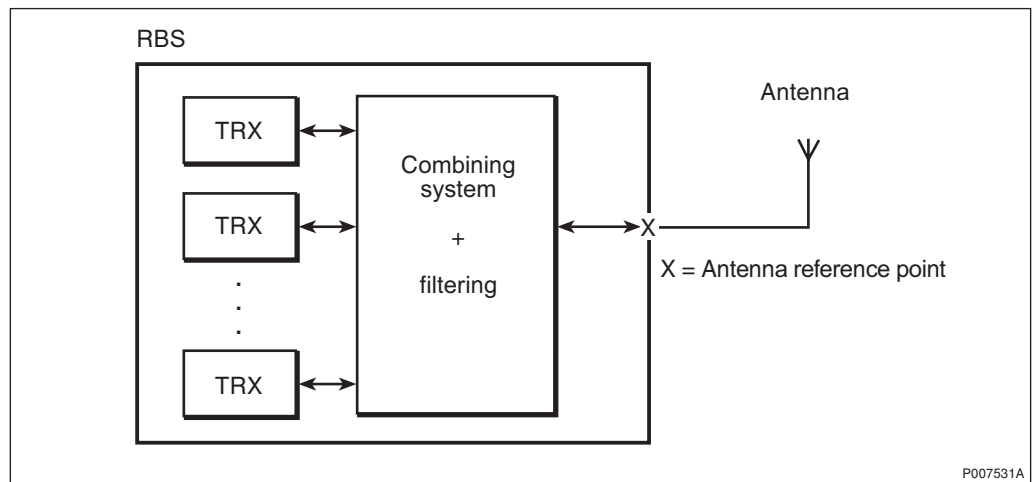 RBS
TRX
TRX
.
.
.
TRX
Combining
system
+
filtering
X
Antenna
X = Antenna reference point
P007531A